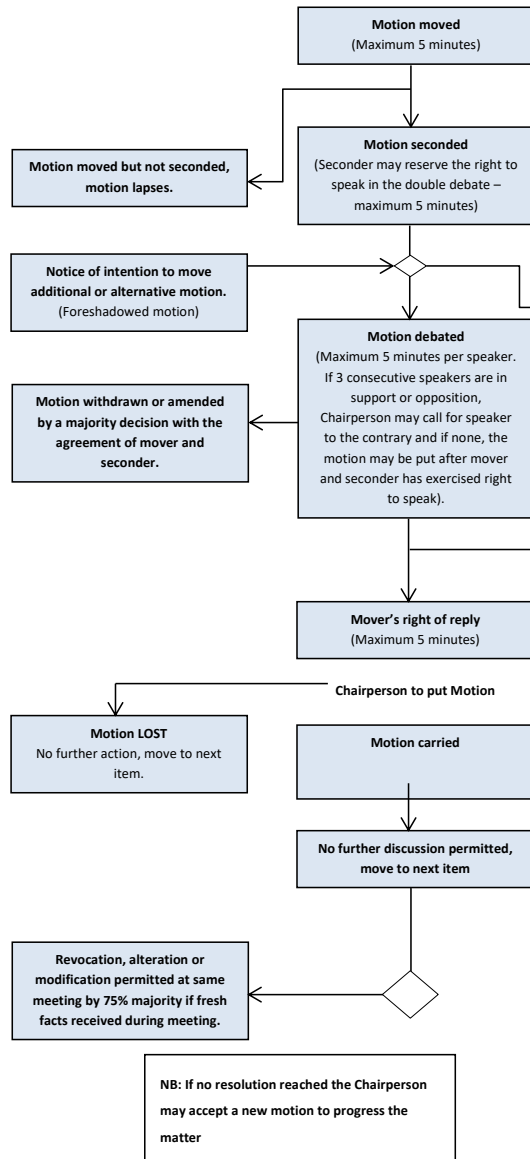 Motion moved
(Maximum 5 minutes)
Motion seconded
(Seconder may reserve the right to
speak in the double debate –
maximum 5 minutes)
Motion moved but not seconded,
motion lapses.
Notice of intention to move
additional or alternative motion.
(Foreshadowed motion)
Motion debated
(Maximum 5 minutes per speaker.
If 3 consecutive speakers are in
support or opposition,
Chairperson may call for speaker
to the contrary and if none, the
motion may be put after mover
and seconder has exercised right
to speak).
Motion withdrawn or amended
by a majority decision with the
agreement of mover and
seconder.
Mover’s right of reply
(Maximum 5 minutes)
Chairperson to put Motion
Motion LOST
No further action, move to next
item.
Motion carried
No further discussion permitted,
move to next item
Revocation, alteration or
modification permitted at same
meeting by 75% majority if fresh
facts received during meeting.
NB: If no resolution reached the Chairperson
may accept a new motion to progress the
matter